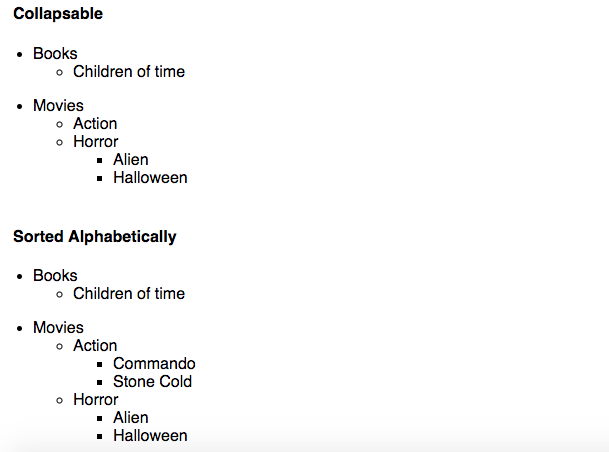 Collapsable
Books
Children of time
Movies
Action
Horror
Alien
Halloween
Sorted Alphabetically
Books
Children of time
Movies
Action
Commando
Stone Cold
Horror
Alien
Halloween